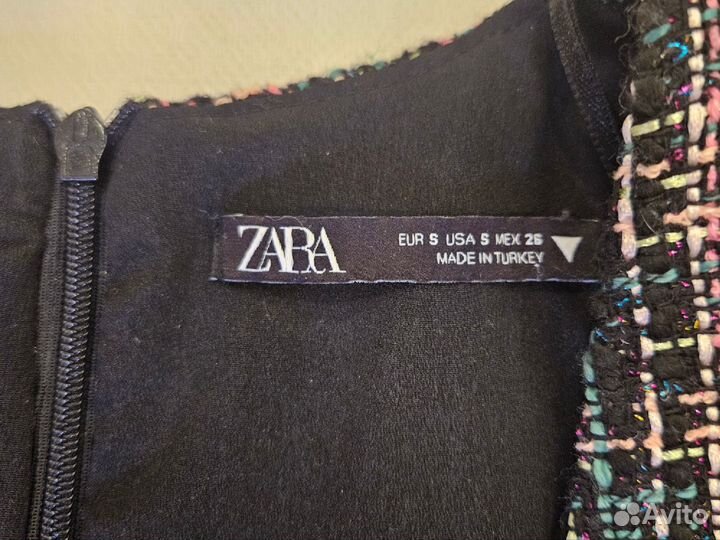 ZARA
EUR S USA S MEX 26
MADE IN TURKEY
Avito